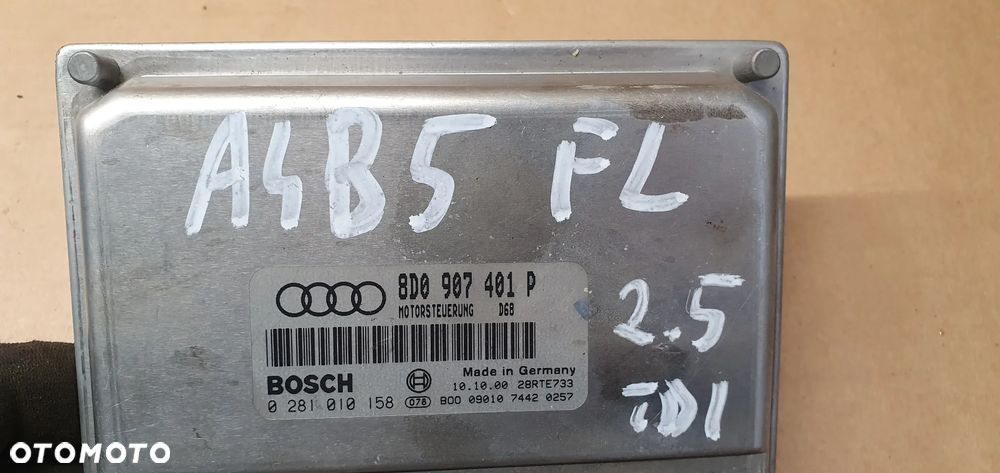 A4B5 FL
8D0 907 401 P
MOTORSTEUERUNG D68
2.5
TDI
Made in Germany
BOSCH
10.10.00 28RTE733
0 281 010 158 078 B00 09010 7442 0257
OTOMOTO